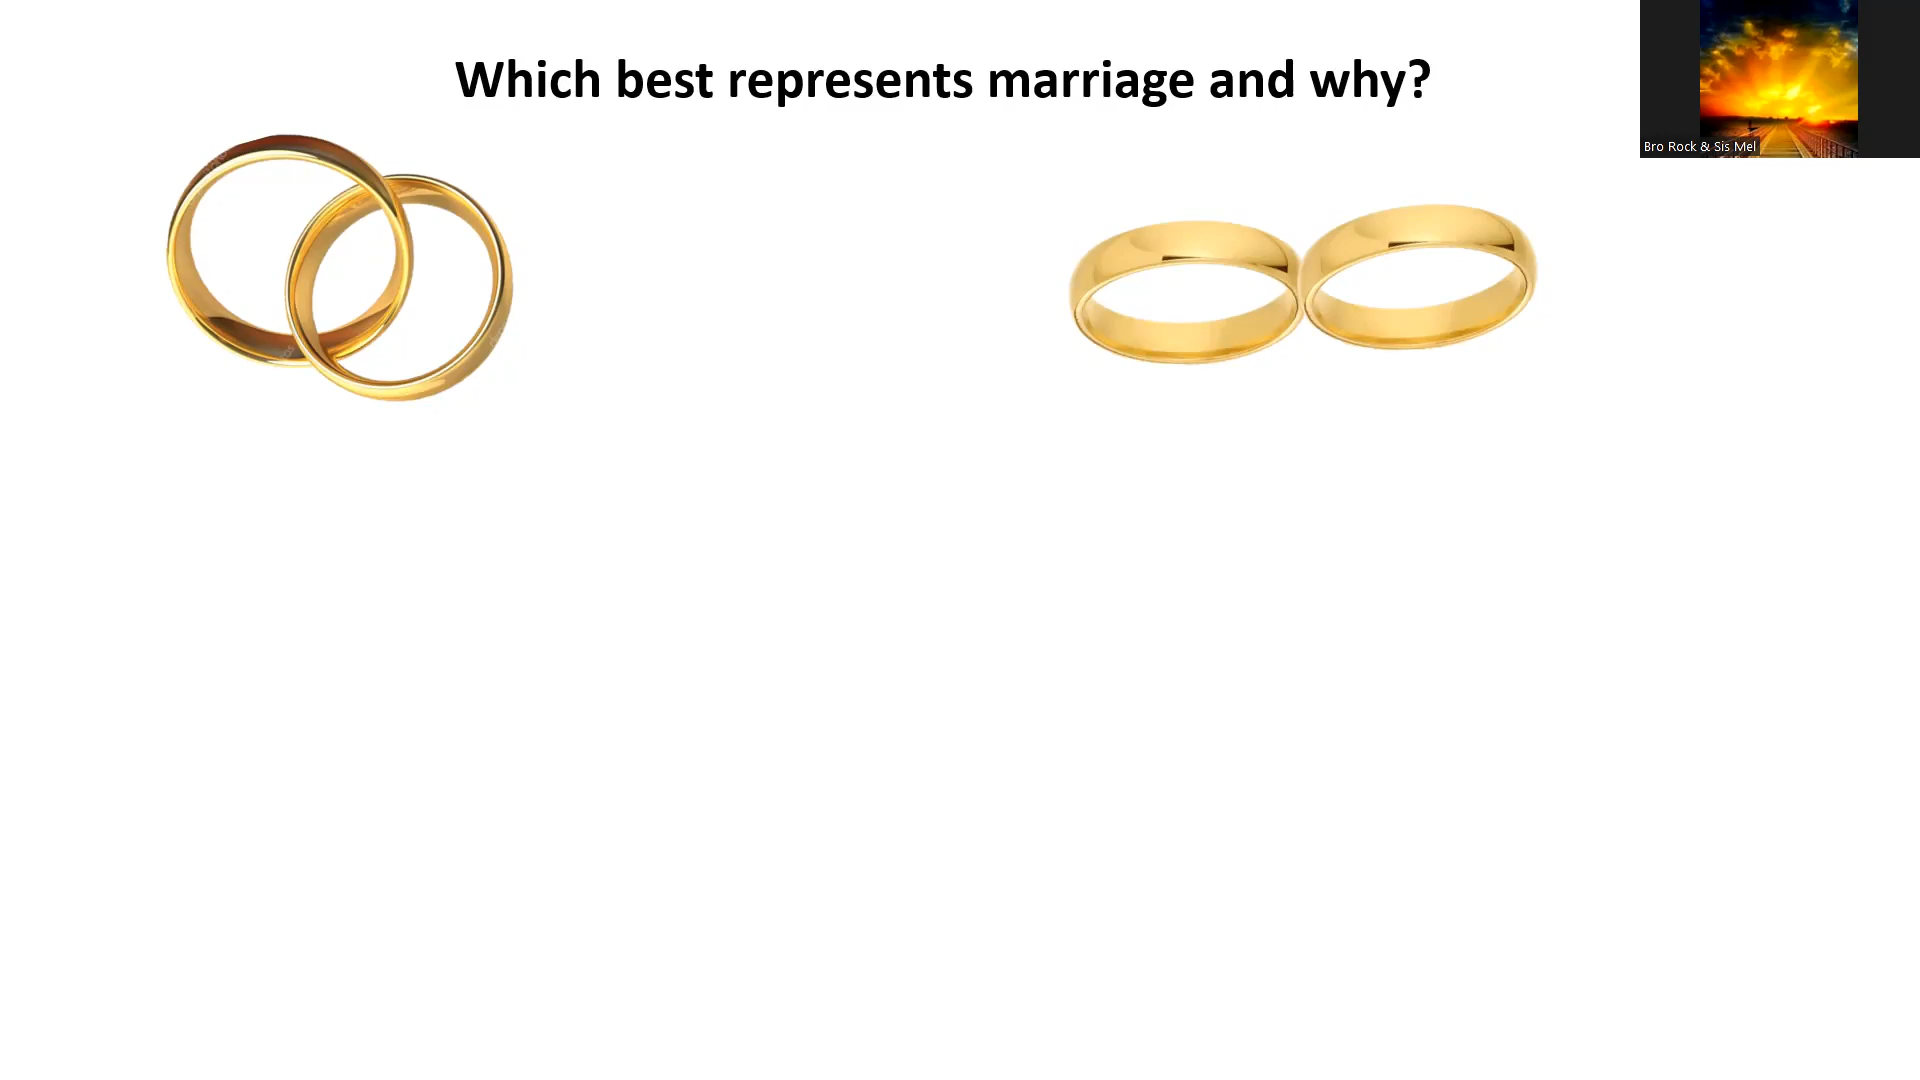 Which best represents marriage and why?
Bro Rock & Sis Mel